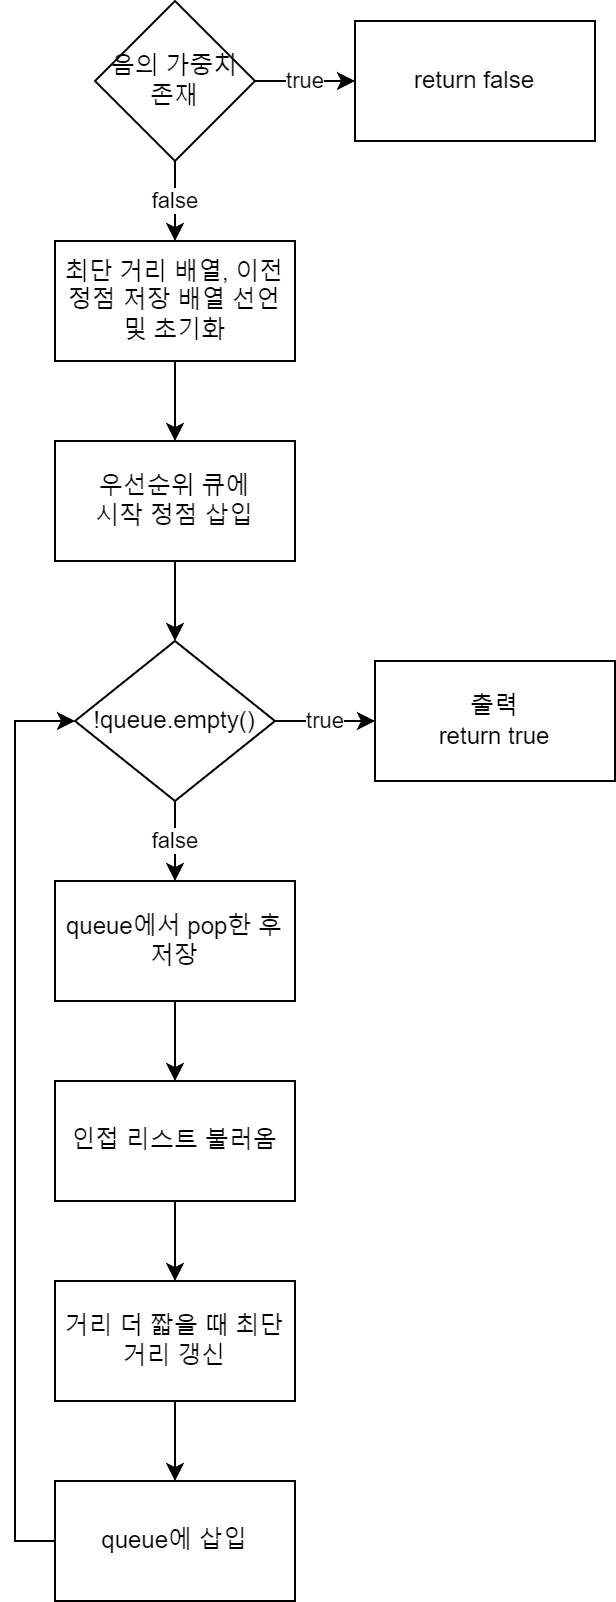 음의 가중치
존재
true
return false
false
최단 거리 배열, 이전
정점 저장 배열 선언
및 초기화
우선순위 큐에
시작 정점 삽입
!queue.empty()
true
출력
return true
false
queue에서 pop한 후
저장
인접 리스트 불러옴
거리 더 짧을 때 최단
거리 갱신
queue에 삽입